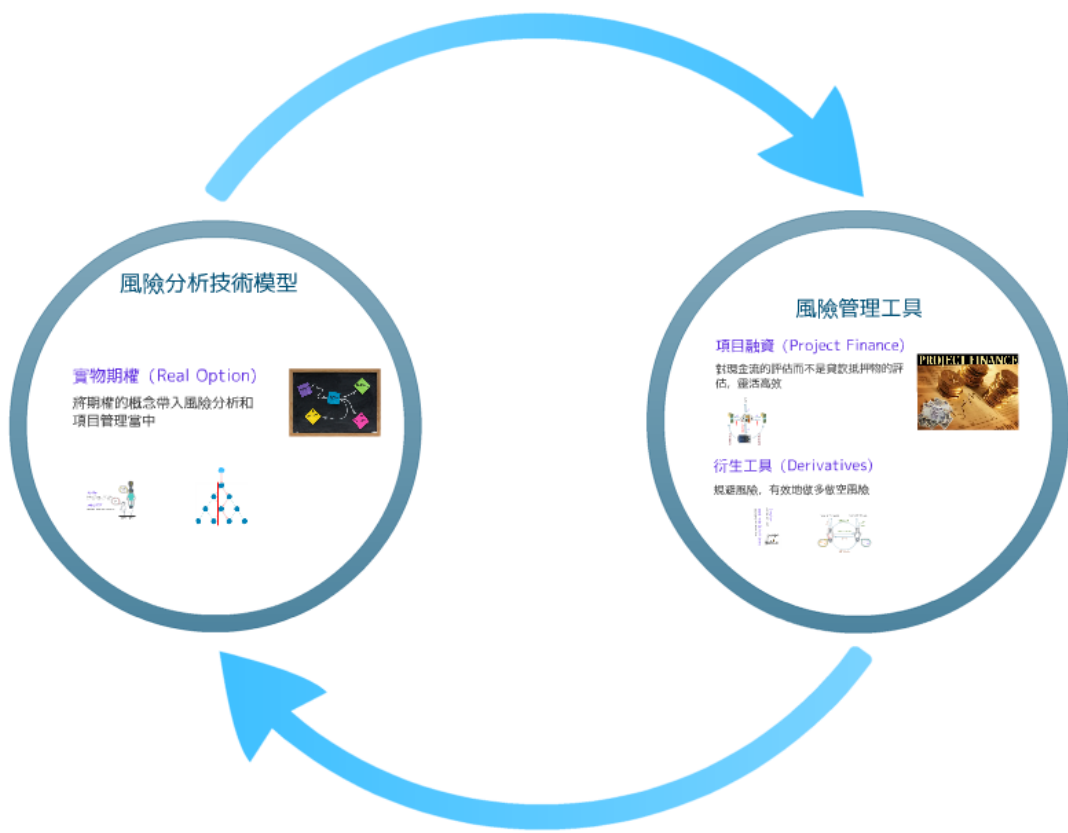 風險分析技術模型
實物期權 (Real Option)
將期權的概念帶入風險分析和
項目管理當中
風險管理工具
項目融資 (Project Finance)
對現金流的評估而不是貸款抵押物的評
估, 靈活高效
PROJECT FINANCE
衍生工具 (Derivatives)
規避風險, 有效地做多做空風險